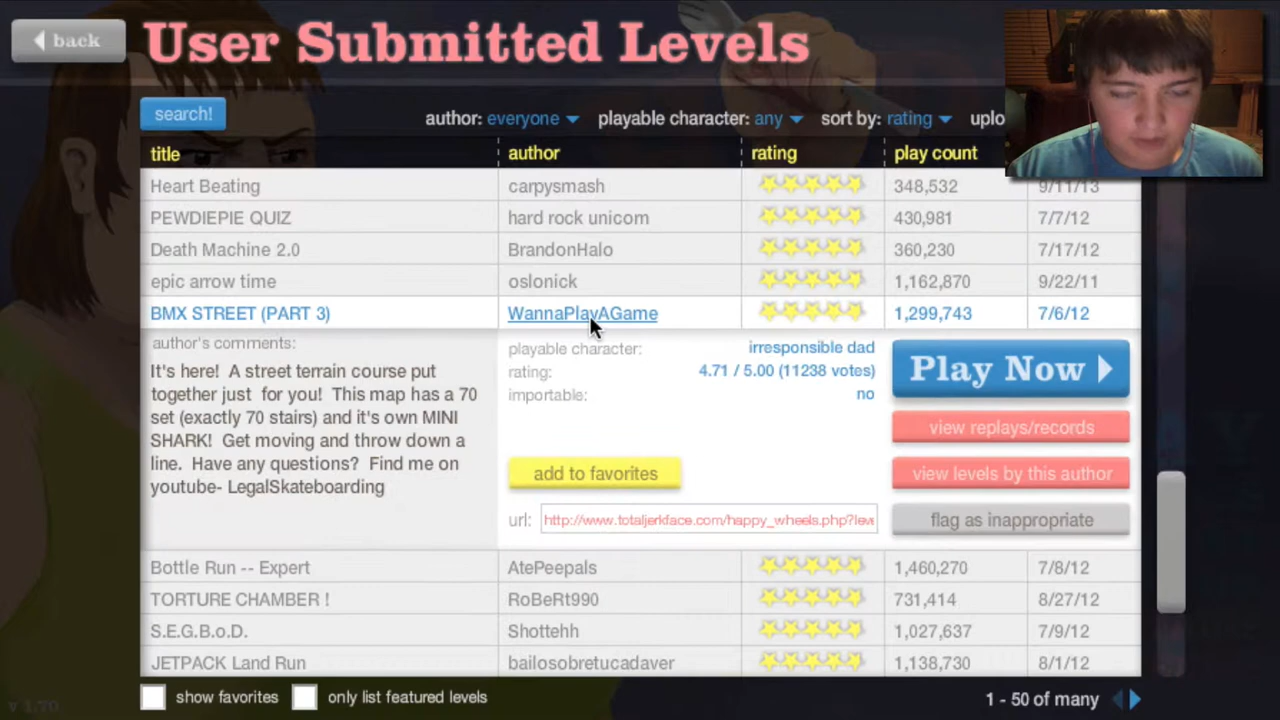 back
User Submitted Levels
search!
author: everyone playable character: any sort by: rating uplo
title author rating play count
Heart Beating carpysmash 348,532 9/11/13
PEWDIEPIE QUIZ hard rock unicom 430,981 7/7/12
Death Machine 2.0 BrandonHalo 360,230 7/17/12
epic arrow time oslonick 1,162,870 9/22/11
BMX STREET (PART 3) WannaPlayAGame 1,299,743 7/6/12
author's comments:
It's here! A street terrain course put
together just for you! This map has a 70
set (exactly 70 stairs) and it's own MINI
SHARK! Get moving and throw down a
line. Have any questions? Find me on
youtube- LegalSkateboarding
playable character: irresponsible dad
rating: 4.71 / 5.00 (11238 votes)
importable: no
add to favorites
url: http://www.totaljerkface.com/happy_wheels.php?leve
Play Now
view replays/records
view levels by this author
flag as inappropriate
Bottle Run -- Expert AtePeepals 1,460,270 7/8/12
TORTURE CHAMBER ! RoBeRt990 731,414 8/27/12
S.E.G.B.o.D. Shottehh 1,027,637 7/9/12
JETPACK Land Run bailosobretucadaver 1,138,730 8/1/12
v 1.70
show favorites only list featured levels 1 - 50 of many